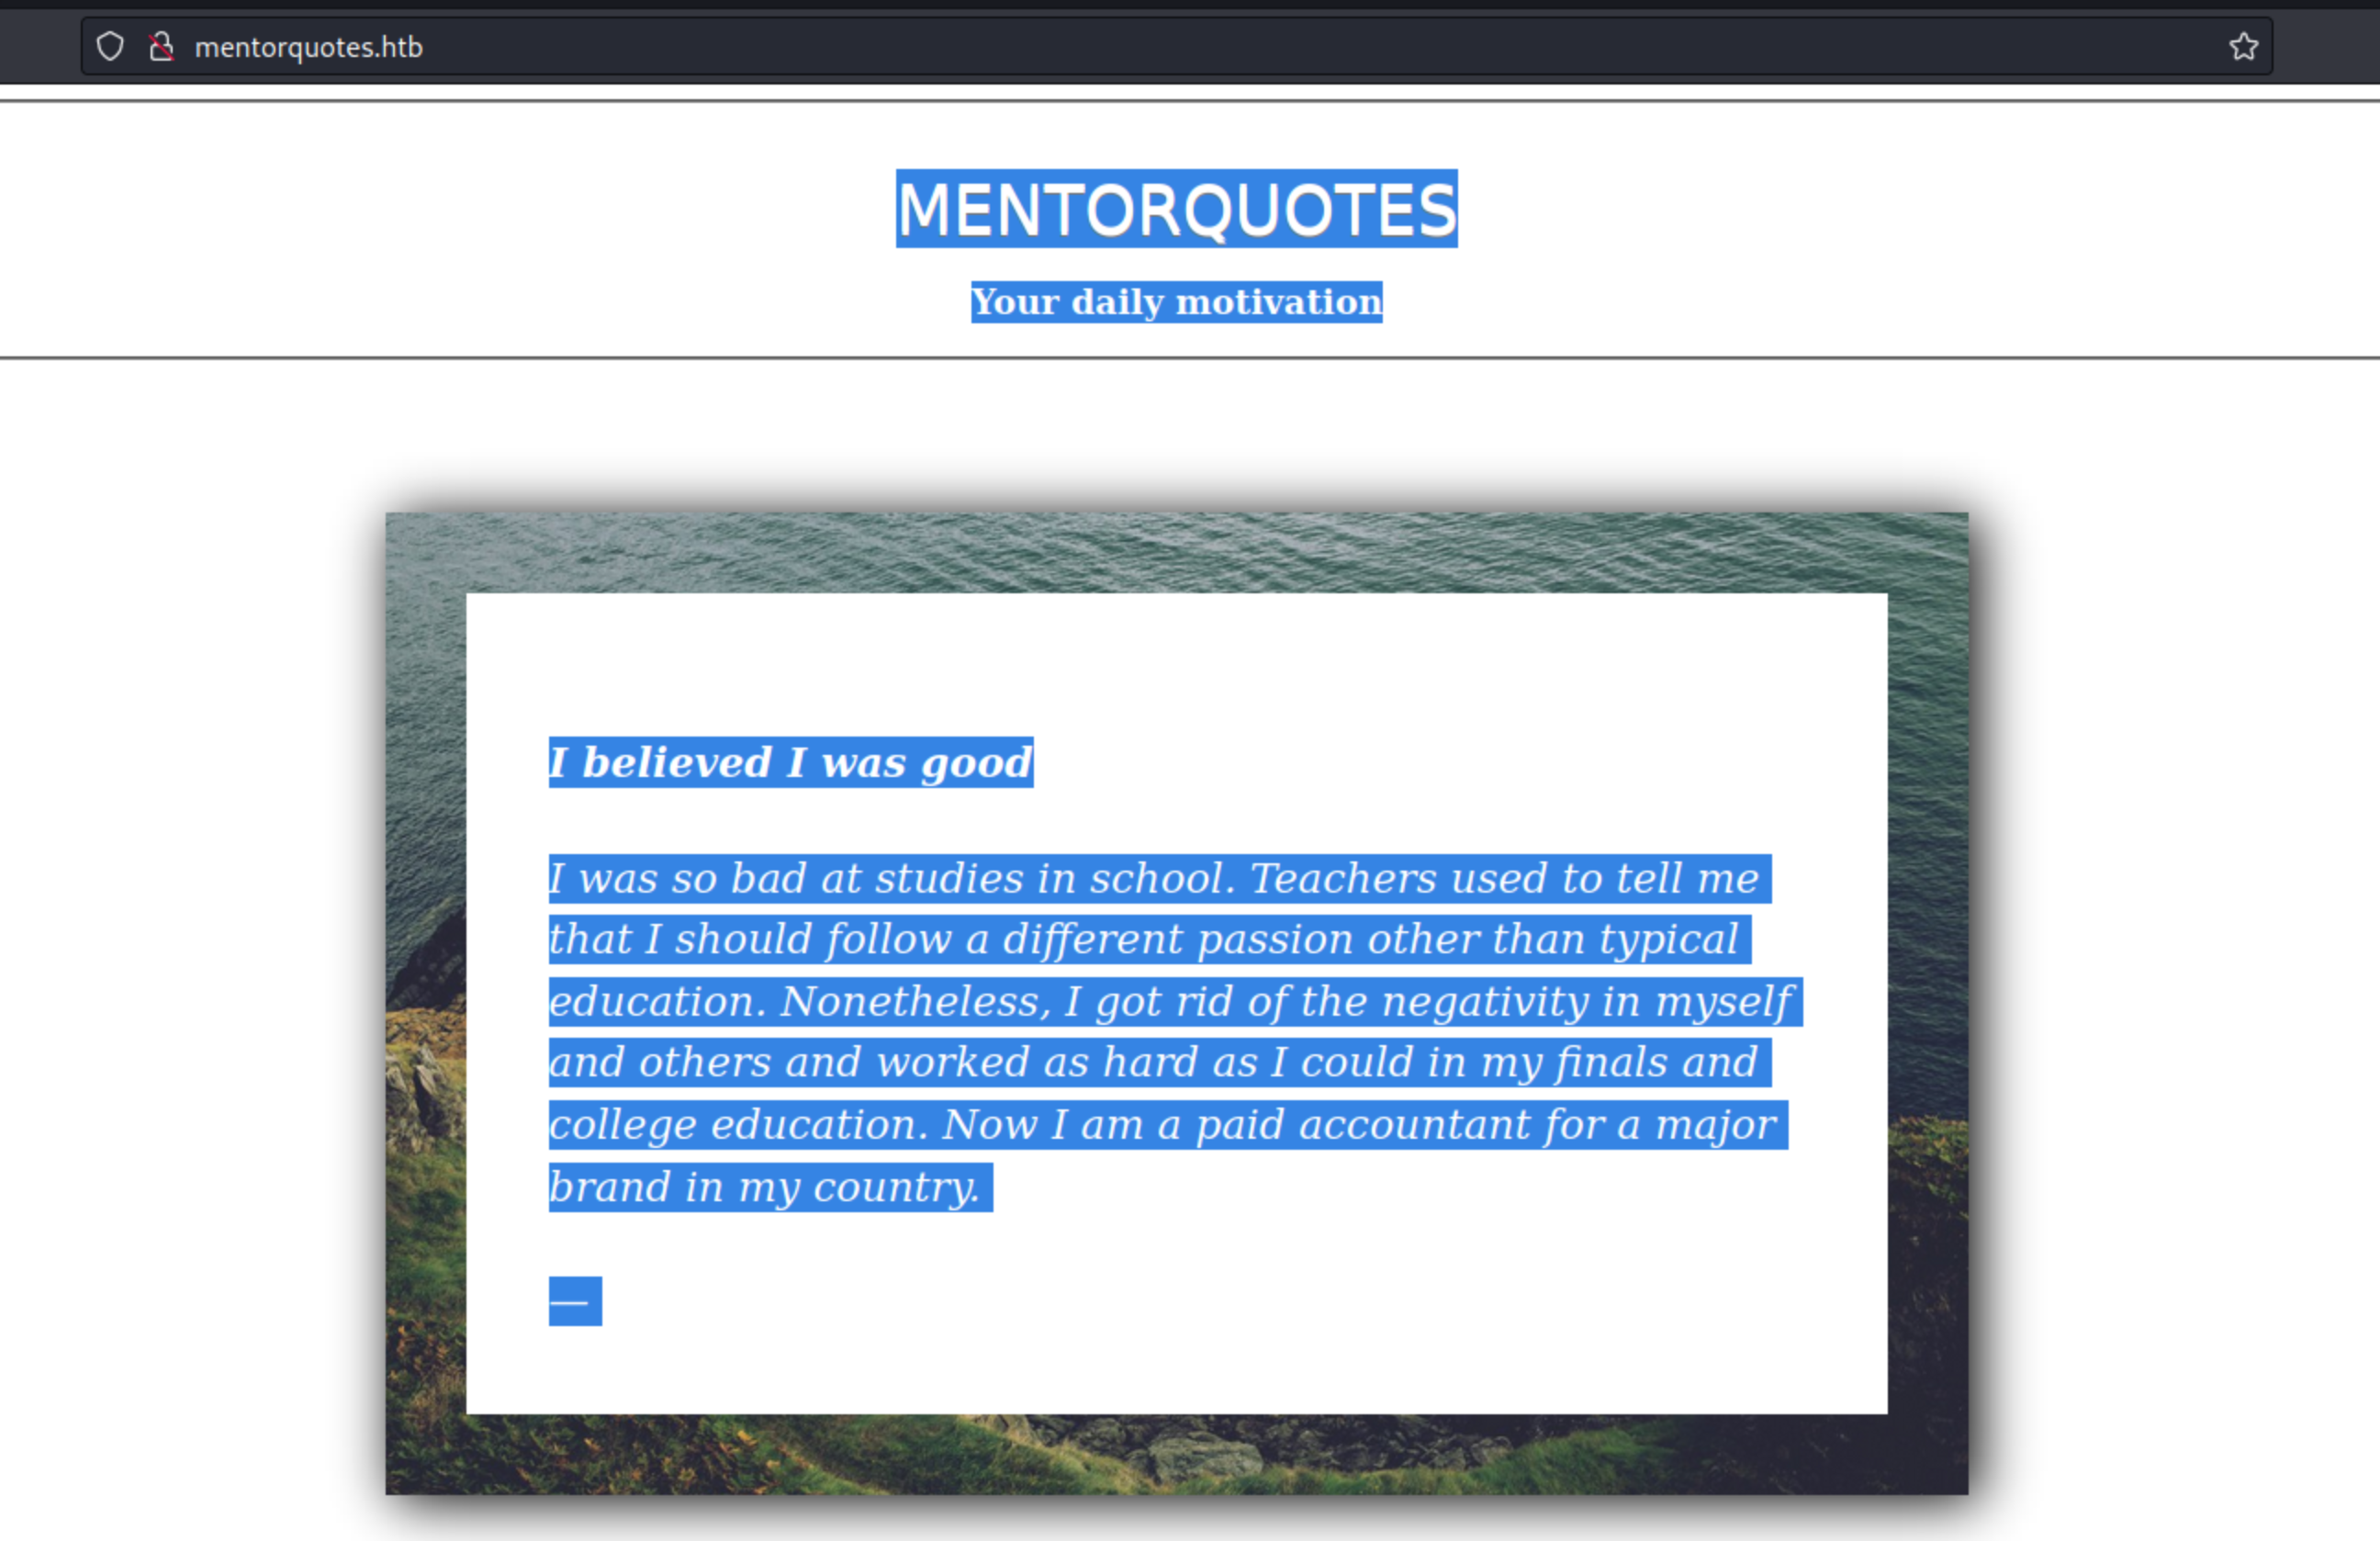 mentorquotes.htb
MENTORQUOTES
Your daily motivation
I believed I was good
I was so bad at studies in school. Teachers used to tell me
that I should follow a different passion other than typical
education. Nonetheless, I got rid of the negativity in myself
and others and worked as hard as I could in my finals and
college education. Now I am a paid accountant for a major
brand in my country.
—